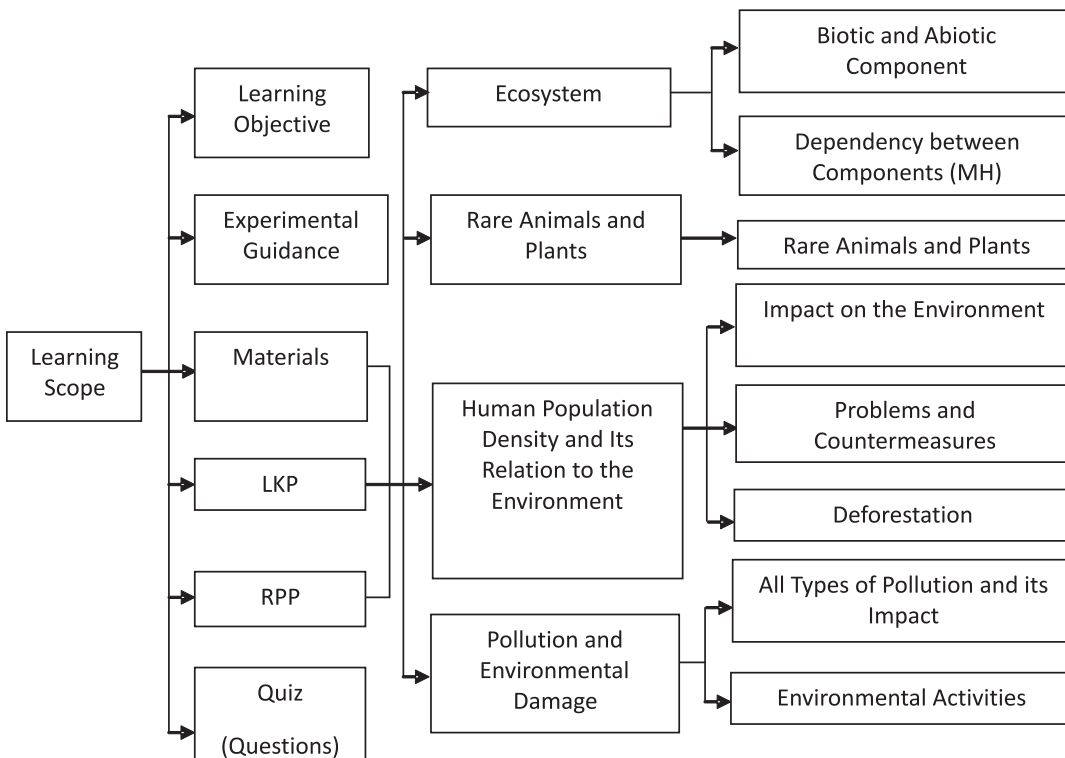 Learning
Scope
Learning
Objective
Experimental
Guidance
Materials
LKP
RPP
Quiz
(Questions)
Ecosystem
Rare Animals and
Plants
Human Population
Density and Its
Relation to the
Environment
Pollution and
Environmental
Damage
Biotic and Abiotic
Component
Dependency between
Components (MH)
Rare Animals and Plants
Impact on the Environment
Problems and
Countermeasures
Deforestation
All Types of Pollution and its
Impact
Environmental Activities